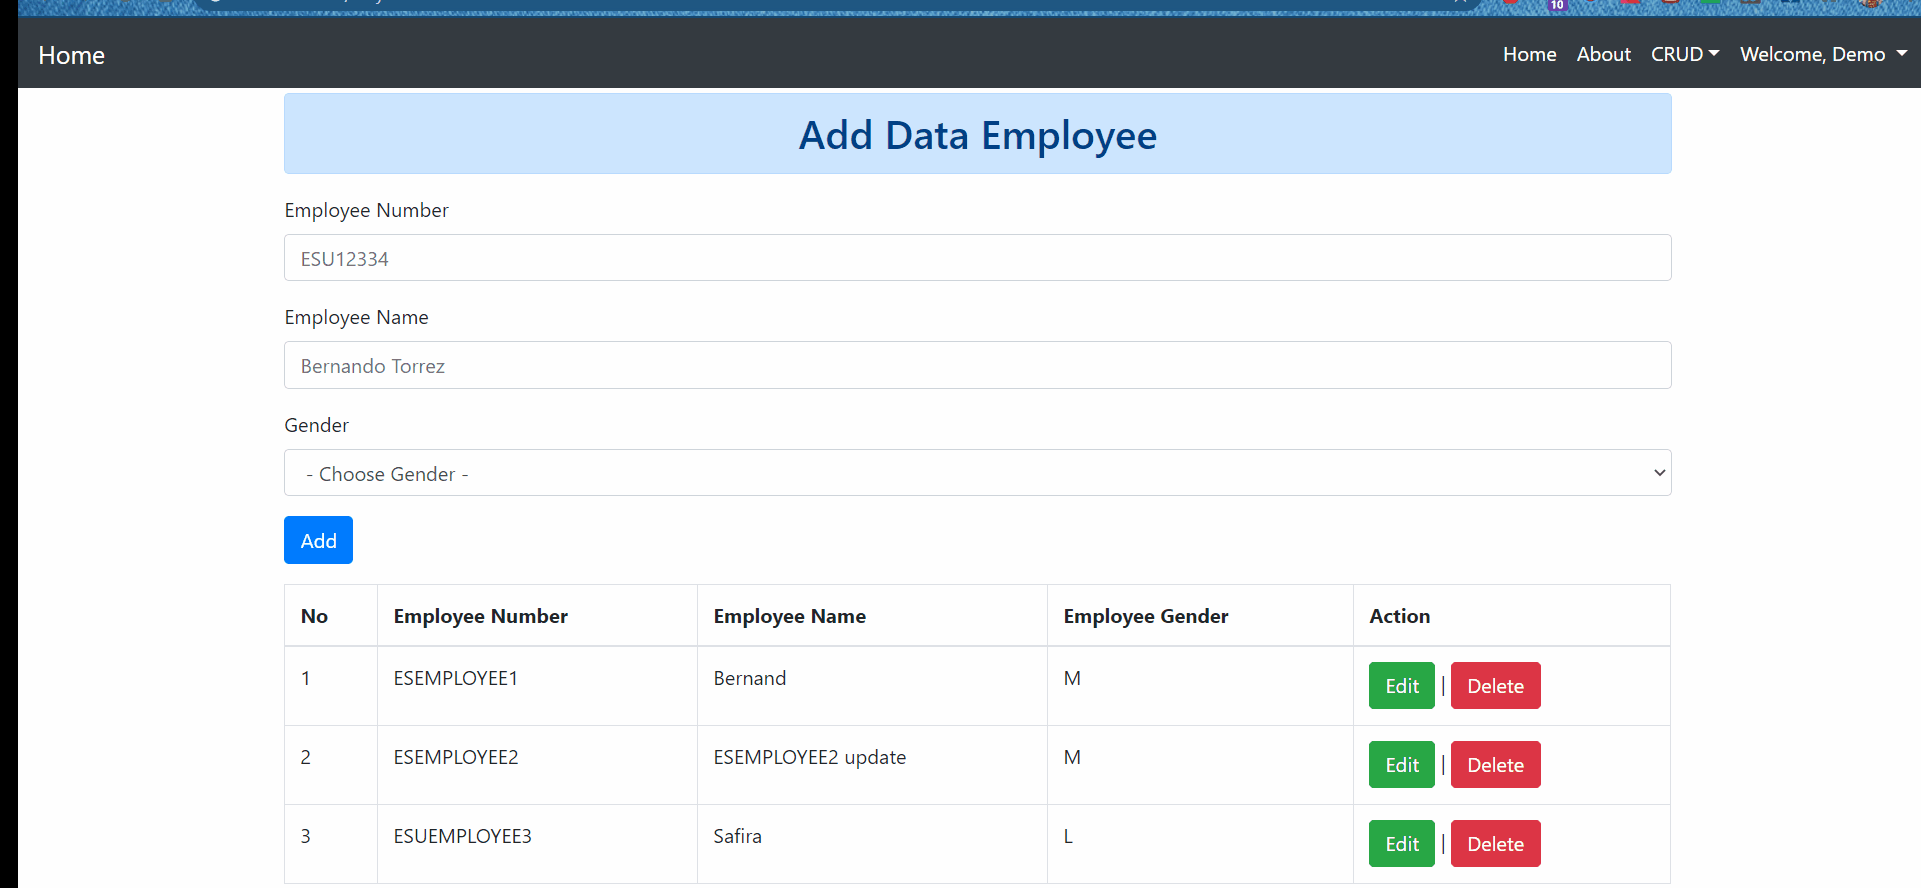 10
Home Home About CRUD Welcome, Demo
Add Data Employee
Employee Number
ESU12334
Employee Name
Bernando Torrez
Gender
- Choose Gender -
Add
No Employee Number Employee Name Employee Gender Action
1 ESEMPLOYEE1 Bernand M Edit | Delete
2 ESEMPLOYEE2 ESEMPLOYEE2 update M Edit | Delete
3 ESUEMPLOYEE3 Safira L Edit | Delete